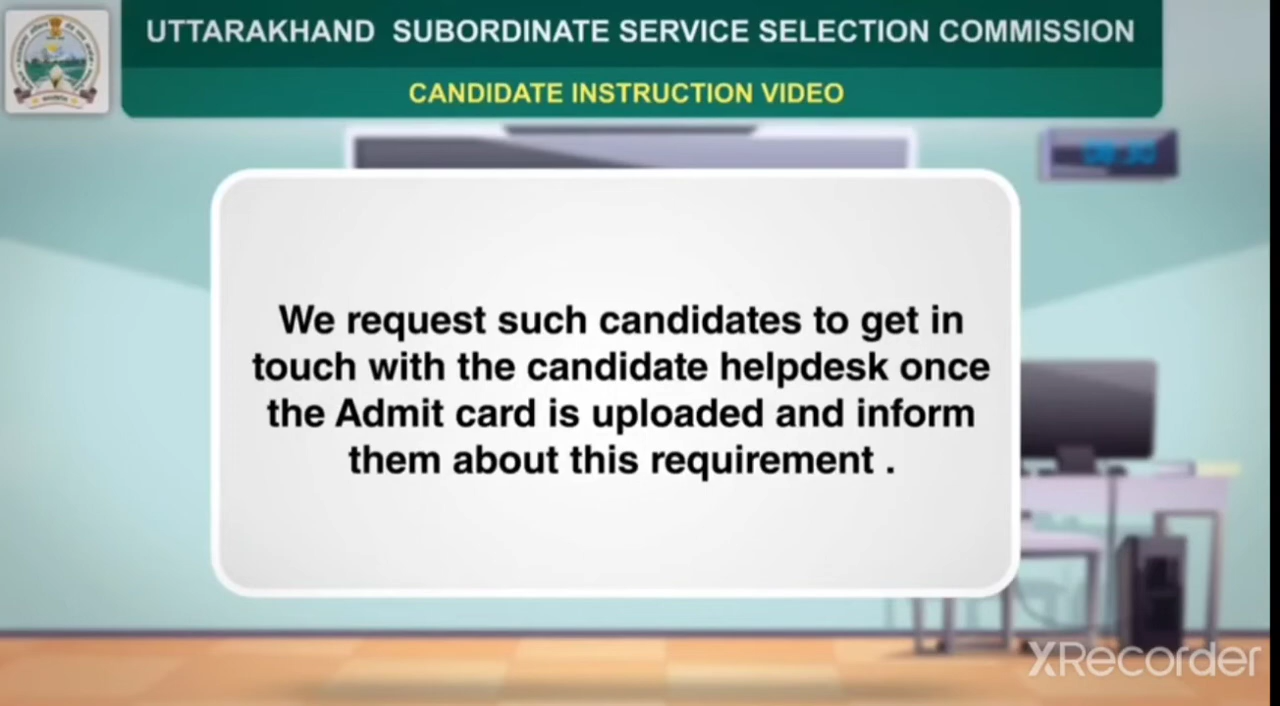 UTTARAKHAND SUBORDINATE SERVICE SELECTION COMMISSION
CANDIDATE INSTRUCTION VIDEO
We request such candidates to get in
touch with the candidate helpdesk once
the Admit card is uploaded and inform
them about this requirement .
XRecorder